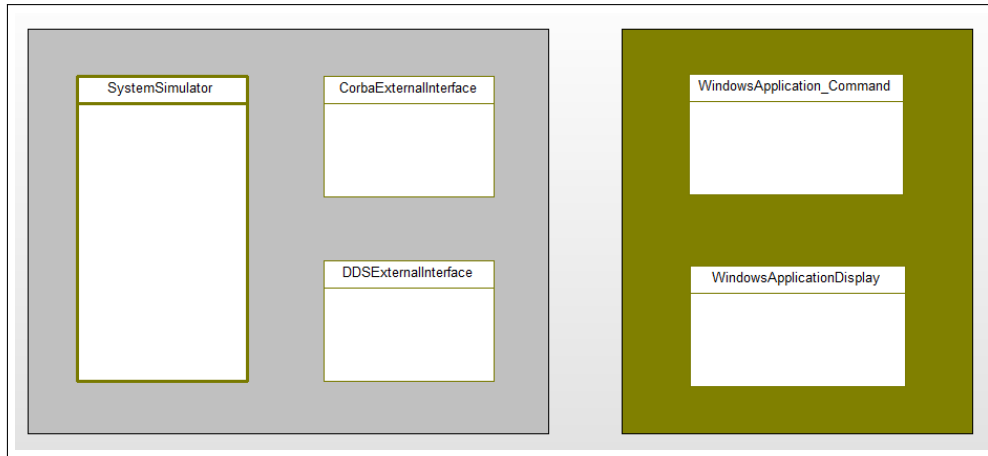 SystemSimulator
CorbaExternalInterface
DDSExternalInterface
WindowsApplication_Command
WindowsApplicationDisplay